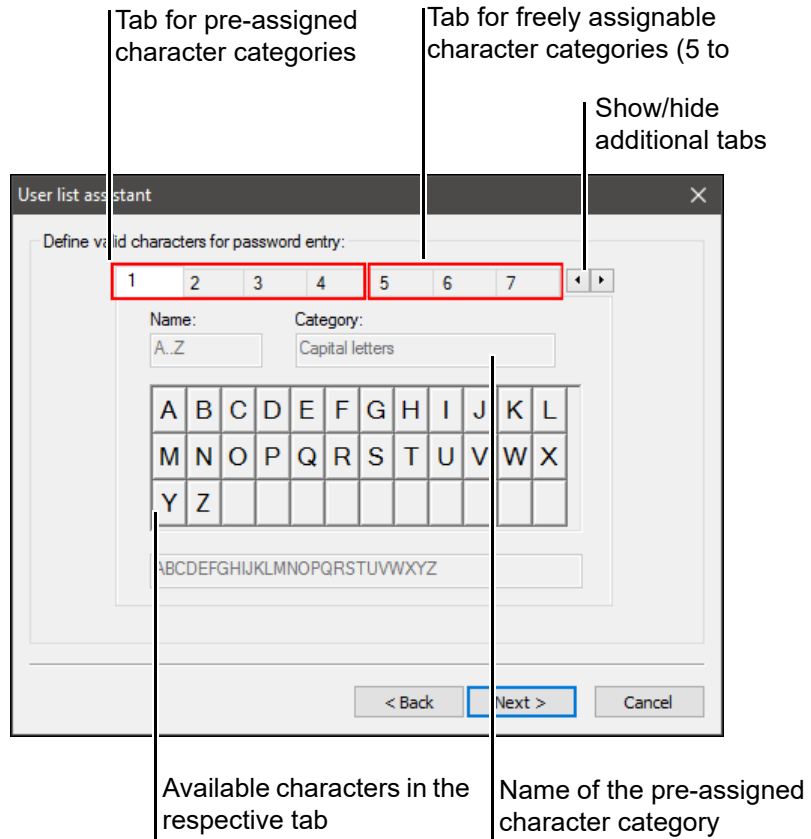 Tab for pre-assigned
character categories
Tab for freely assignable
character categories (5 to
Show/hide
additional tabs
User list assistant
Define valid characters for password entry:
1 2 3 4 5 6 7
Name: Category:
A..Z Capital letters
A B C D E F G H I J K L
M N O P Q R S T U V W X
Y Z
ABCDEFGHIJKLMNOPQRSTUVWXYZ
< Back Next > Cancel
Available characters in the
respective tab
Name of the pre-assigned
character category